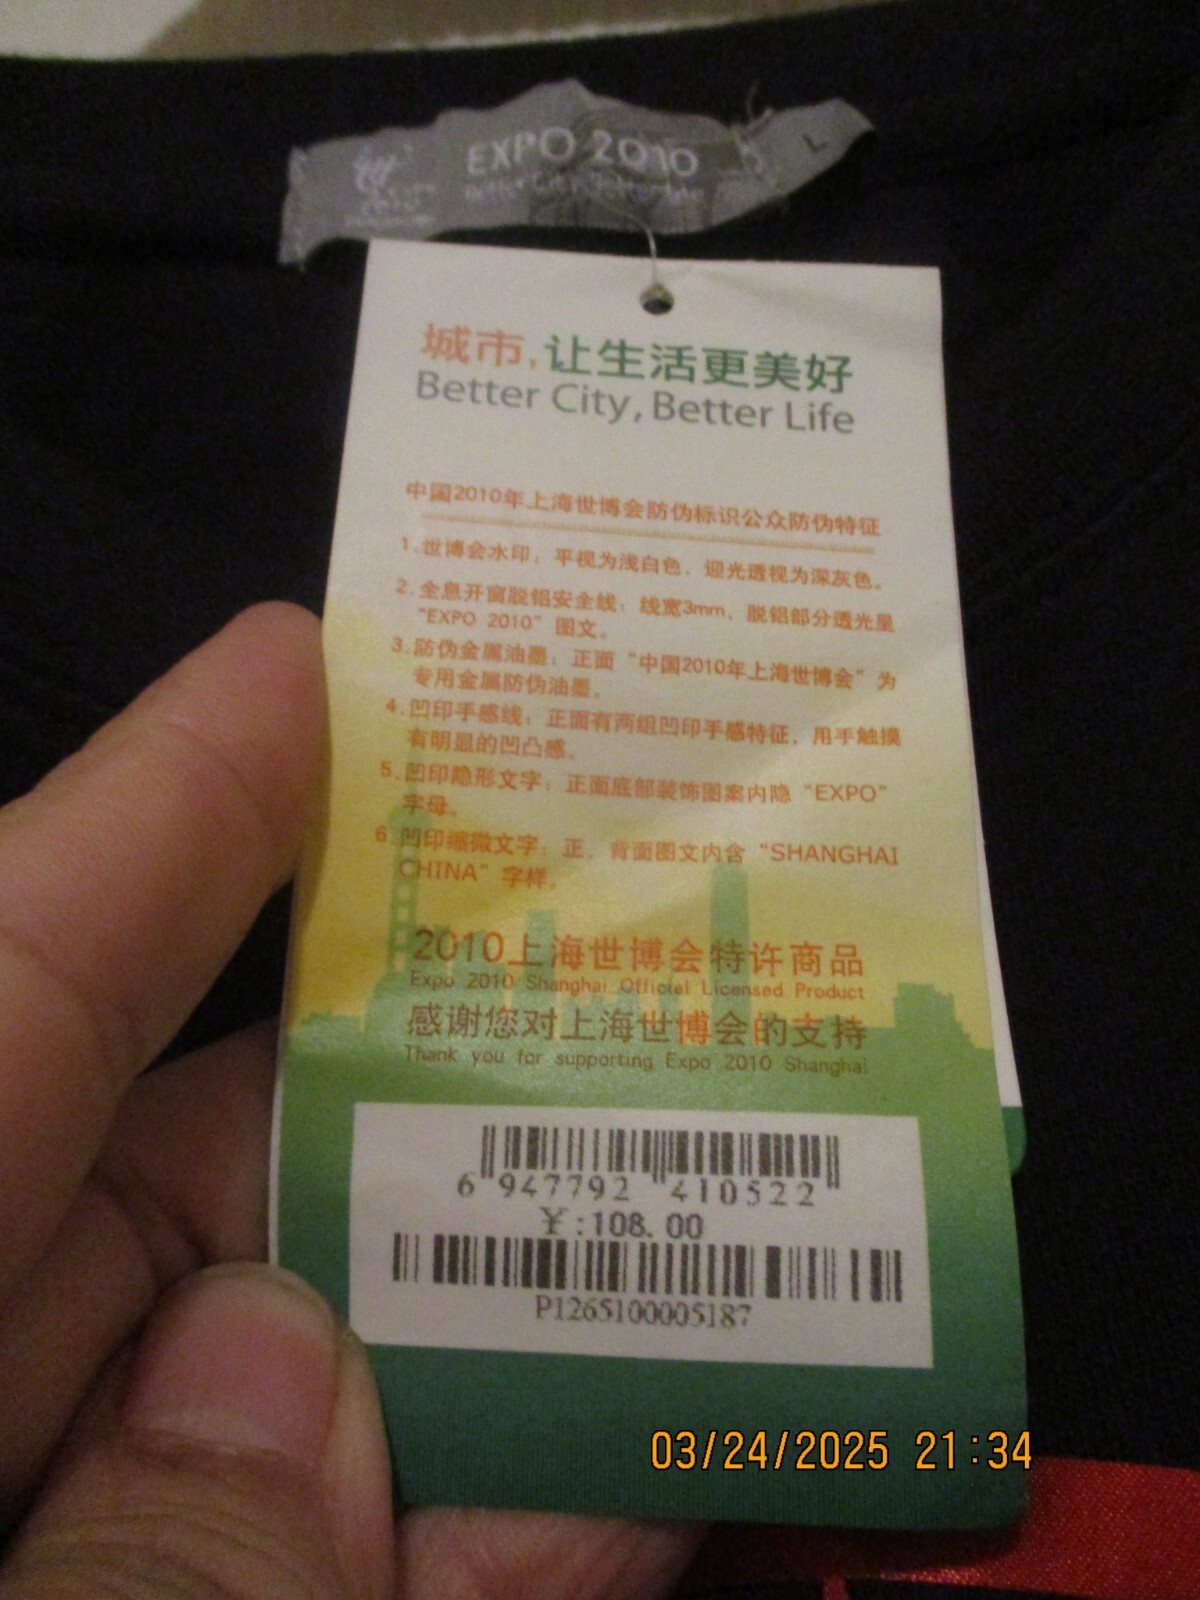 EXPO 2010
L
城市,让生活更美好
Better City, Better Life
中国2010年上海世博会防伪标识公众防伪特征
1.世博会水印：平视为浅白色，迎光透视为深灰色。
2.全息开窗脱铝安全线：线宽3mm，脱铝部分透光呈
“EXPO 2010”图文。
3.防伪金属油墨：正面“中国2010年上海世博会”为
专用金属防伪油墨。
4.凹印手感线：正面有两组凹印手感特征，用手触摸
有明显的凹凸感。
5.凹印隐形文字：正面底部装饰图案内隐“EXPO”
字母。
6.凹印缩微文字：正、背面图文内含“SHANGHAI
CHINA”字样。
2010上海世博会特许商品
Expo 2010 Shanghai Official Licensed Product
感谢您对上海世博会的支持
Thank you for supporting Expo 2010 Shanghai
6 947792 410522
¥:108.00
P1265100005187
03/24/2025 21:34